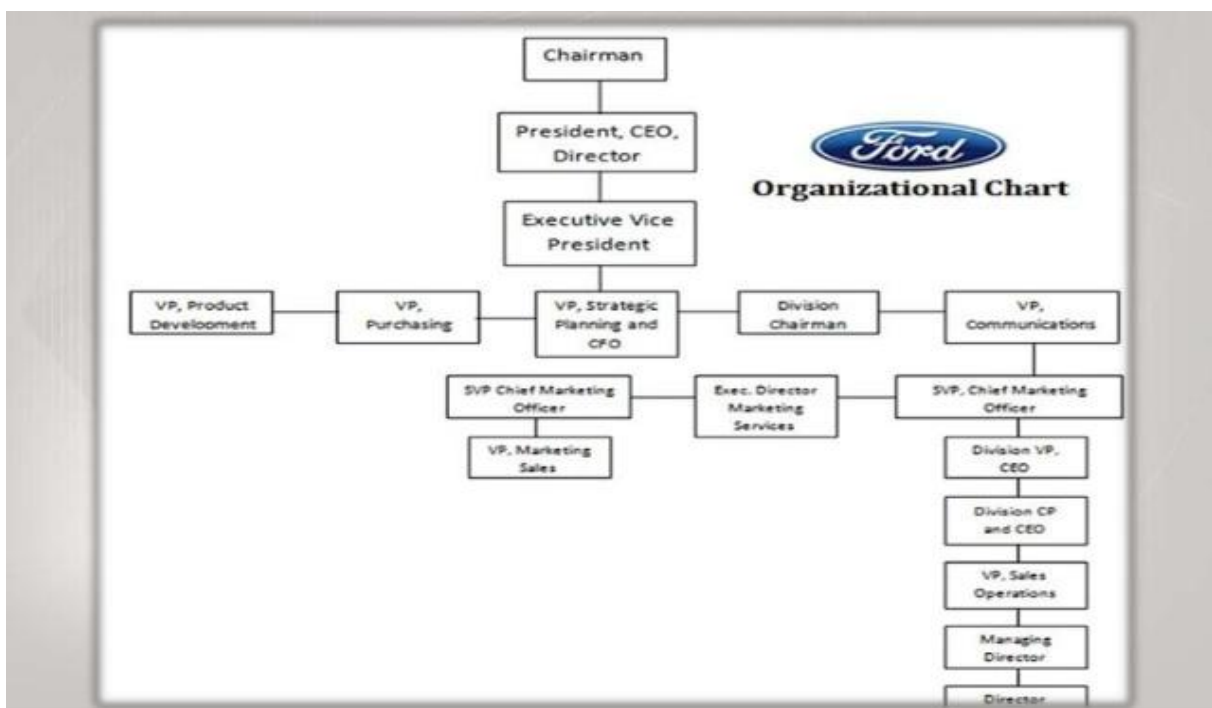 Chairman
President, CEO,
Director
Ford
Organizational Chart
Executive Vice
President
VP, Product
Develooment
VP,
Purchasing
VP, Strategic
Planning and
CFO
Division
Chairman
VP,
Communications
SVP Chief Marketing
Officer
Exec. Director
Marketing
Services
SVP, Chief Marketing
Officer
VP, Marketing
Sales
Division VP,
CEO
Division CP
and CEO
VP, Sales
Operations
Managing
Director
Director